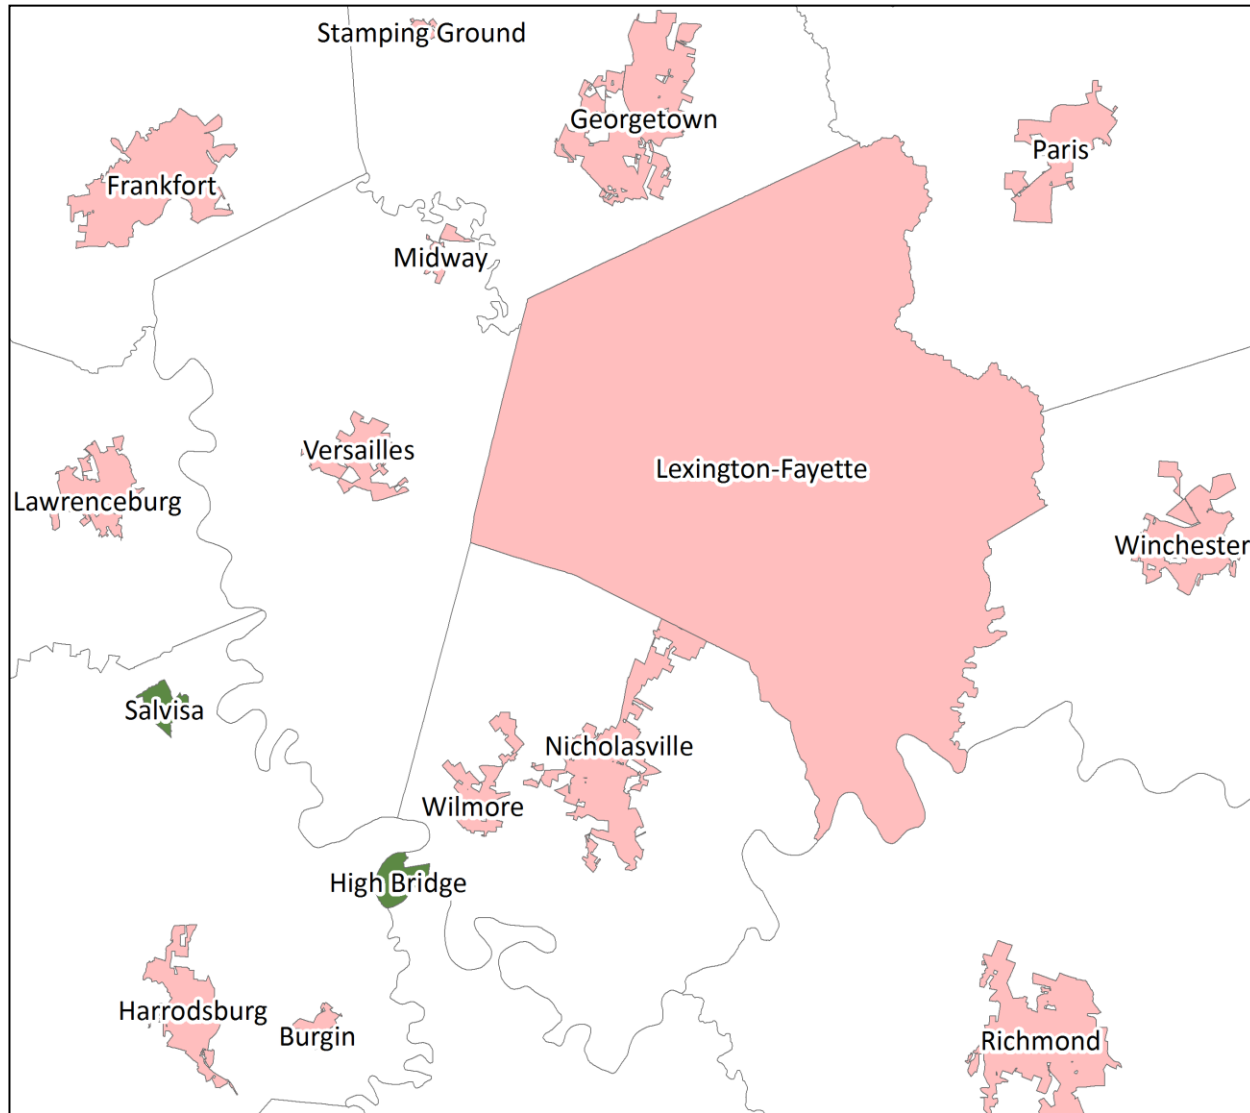 Stamping Ground
Georgetown
Paris
Frankfort
Midway
Versailles
Lexington-Fayette
Lawrenceburg
Winchester
Salvisa
Nicholasville
Wilmore
High Bridge
Harrodsburg
Burgin
Richmond